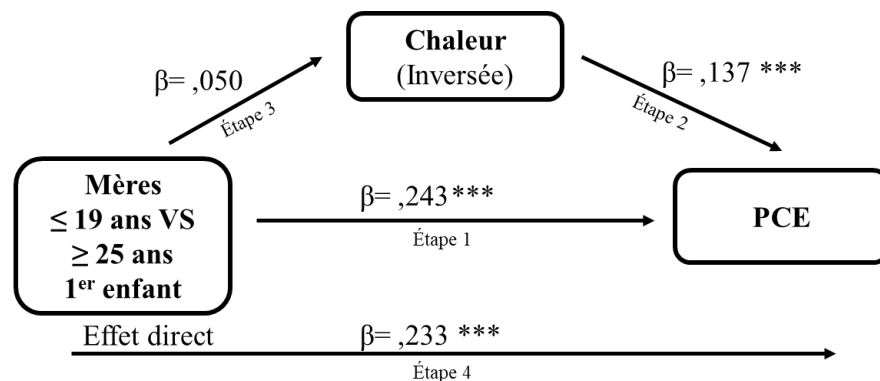 Chaleur
(Inversée)
β= ,050
Étape 3
β= ,137 ***
Étape 2
Mères
≤ 19 ans VS
≥ 25 ans
1er enfant
β= ,243***
Étape 1
PCE
Effet direct
β= ,233 ***
Étape 4